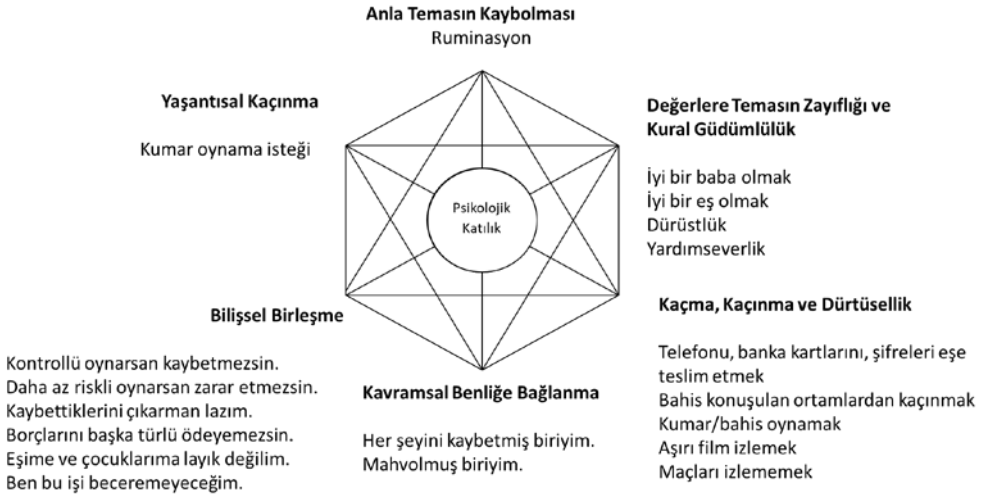 Anla Temasın Kaybolması
Ruminasyon
Yaşantısal Kaçınma
Kumar oynama isteği
Değerlere Temasın Zayıflığı ve
Kural Güdümlülük
İyi bir baba olmak
İyi bir eş olmak
Dürüstlük
Yardımseverlik
Psikolojik
Katılık
Bilişsel Birleşme
Kontrollü oynarsan kaybetmezsin.
Daha az riskli oynarsan zarar etmezsin.
Kaybettiklerini çıkarman lazım.
Borçlarını başka türlü ödeyemezsin.
Eşime ve çocuklarıma layık değilim.
Ben bu işi beceremeyeceğim.
Kavramsal Benliğe Bağlanma
Her şeyini kaybetmiş biriyim.
Mahvolmuş biriyim.
Kaçma, Kaçınma ve Dürtüsellik
Telefonu, banka kartlarını, şifreleri eşe
teslim etmek
Bahis konuşulan ortamlardan kaçınmak
Kumar/bahis oynamak
Aşırı film izlemek
Maçları izlememek